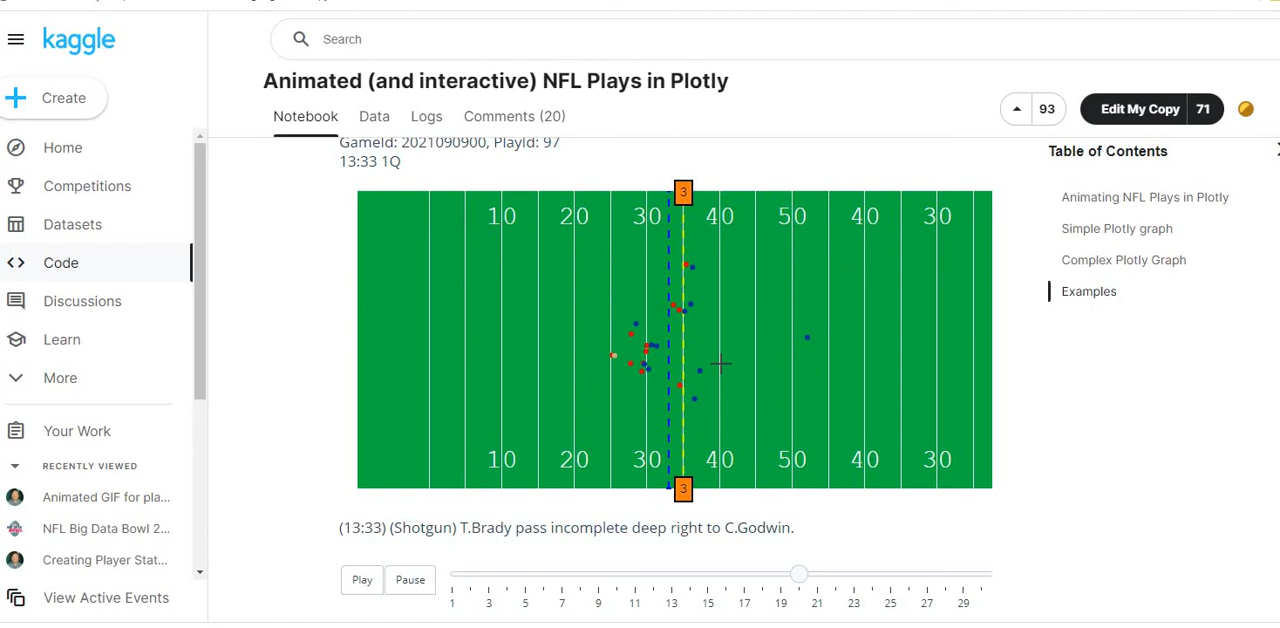 kaggle
Search
Animated (and interactive) NFL Plays in Plotly
Notebook
Data
Logs
Comments (20)
93
Edit My Copy
71
Create
Home
Competitions
Datasets
Code
Discussions
Learn
More
Your Work
RECENTLY VIEWED
Animated GIF for pla...
NFL Big Data Bowl 2...
Creating Player Stat...
View Active Events
GameId: 2021090900, PlayId: 97
13:33 1Q
3
10 20 30 40 50 40 30
10 20 30 40 50 40 30
3
(13:33) (Shotgun) T.Brady pass incomplete deep right to C.Godwin.
Play
Pause
1 3 5 7 9 11 13 15 17 19 21 23 25 27 29
Table of Contents
Animating NFL Plays in Plotly
Simple Plotly graph
Complex Plotly Graph
Examples